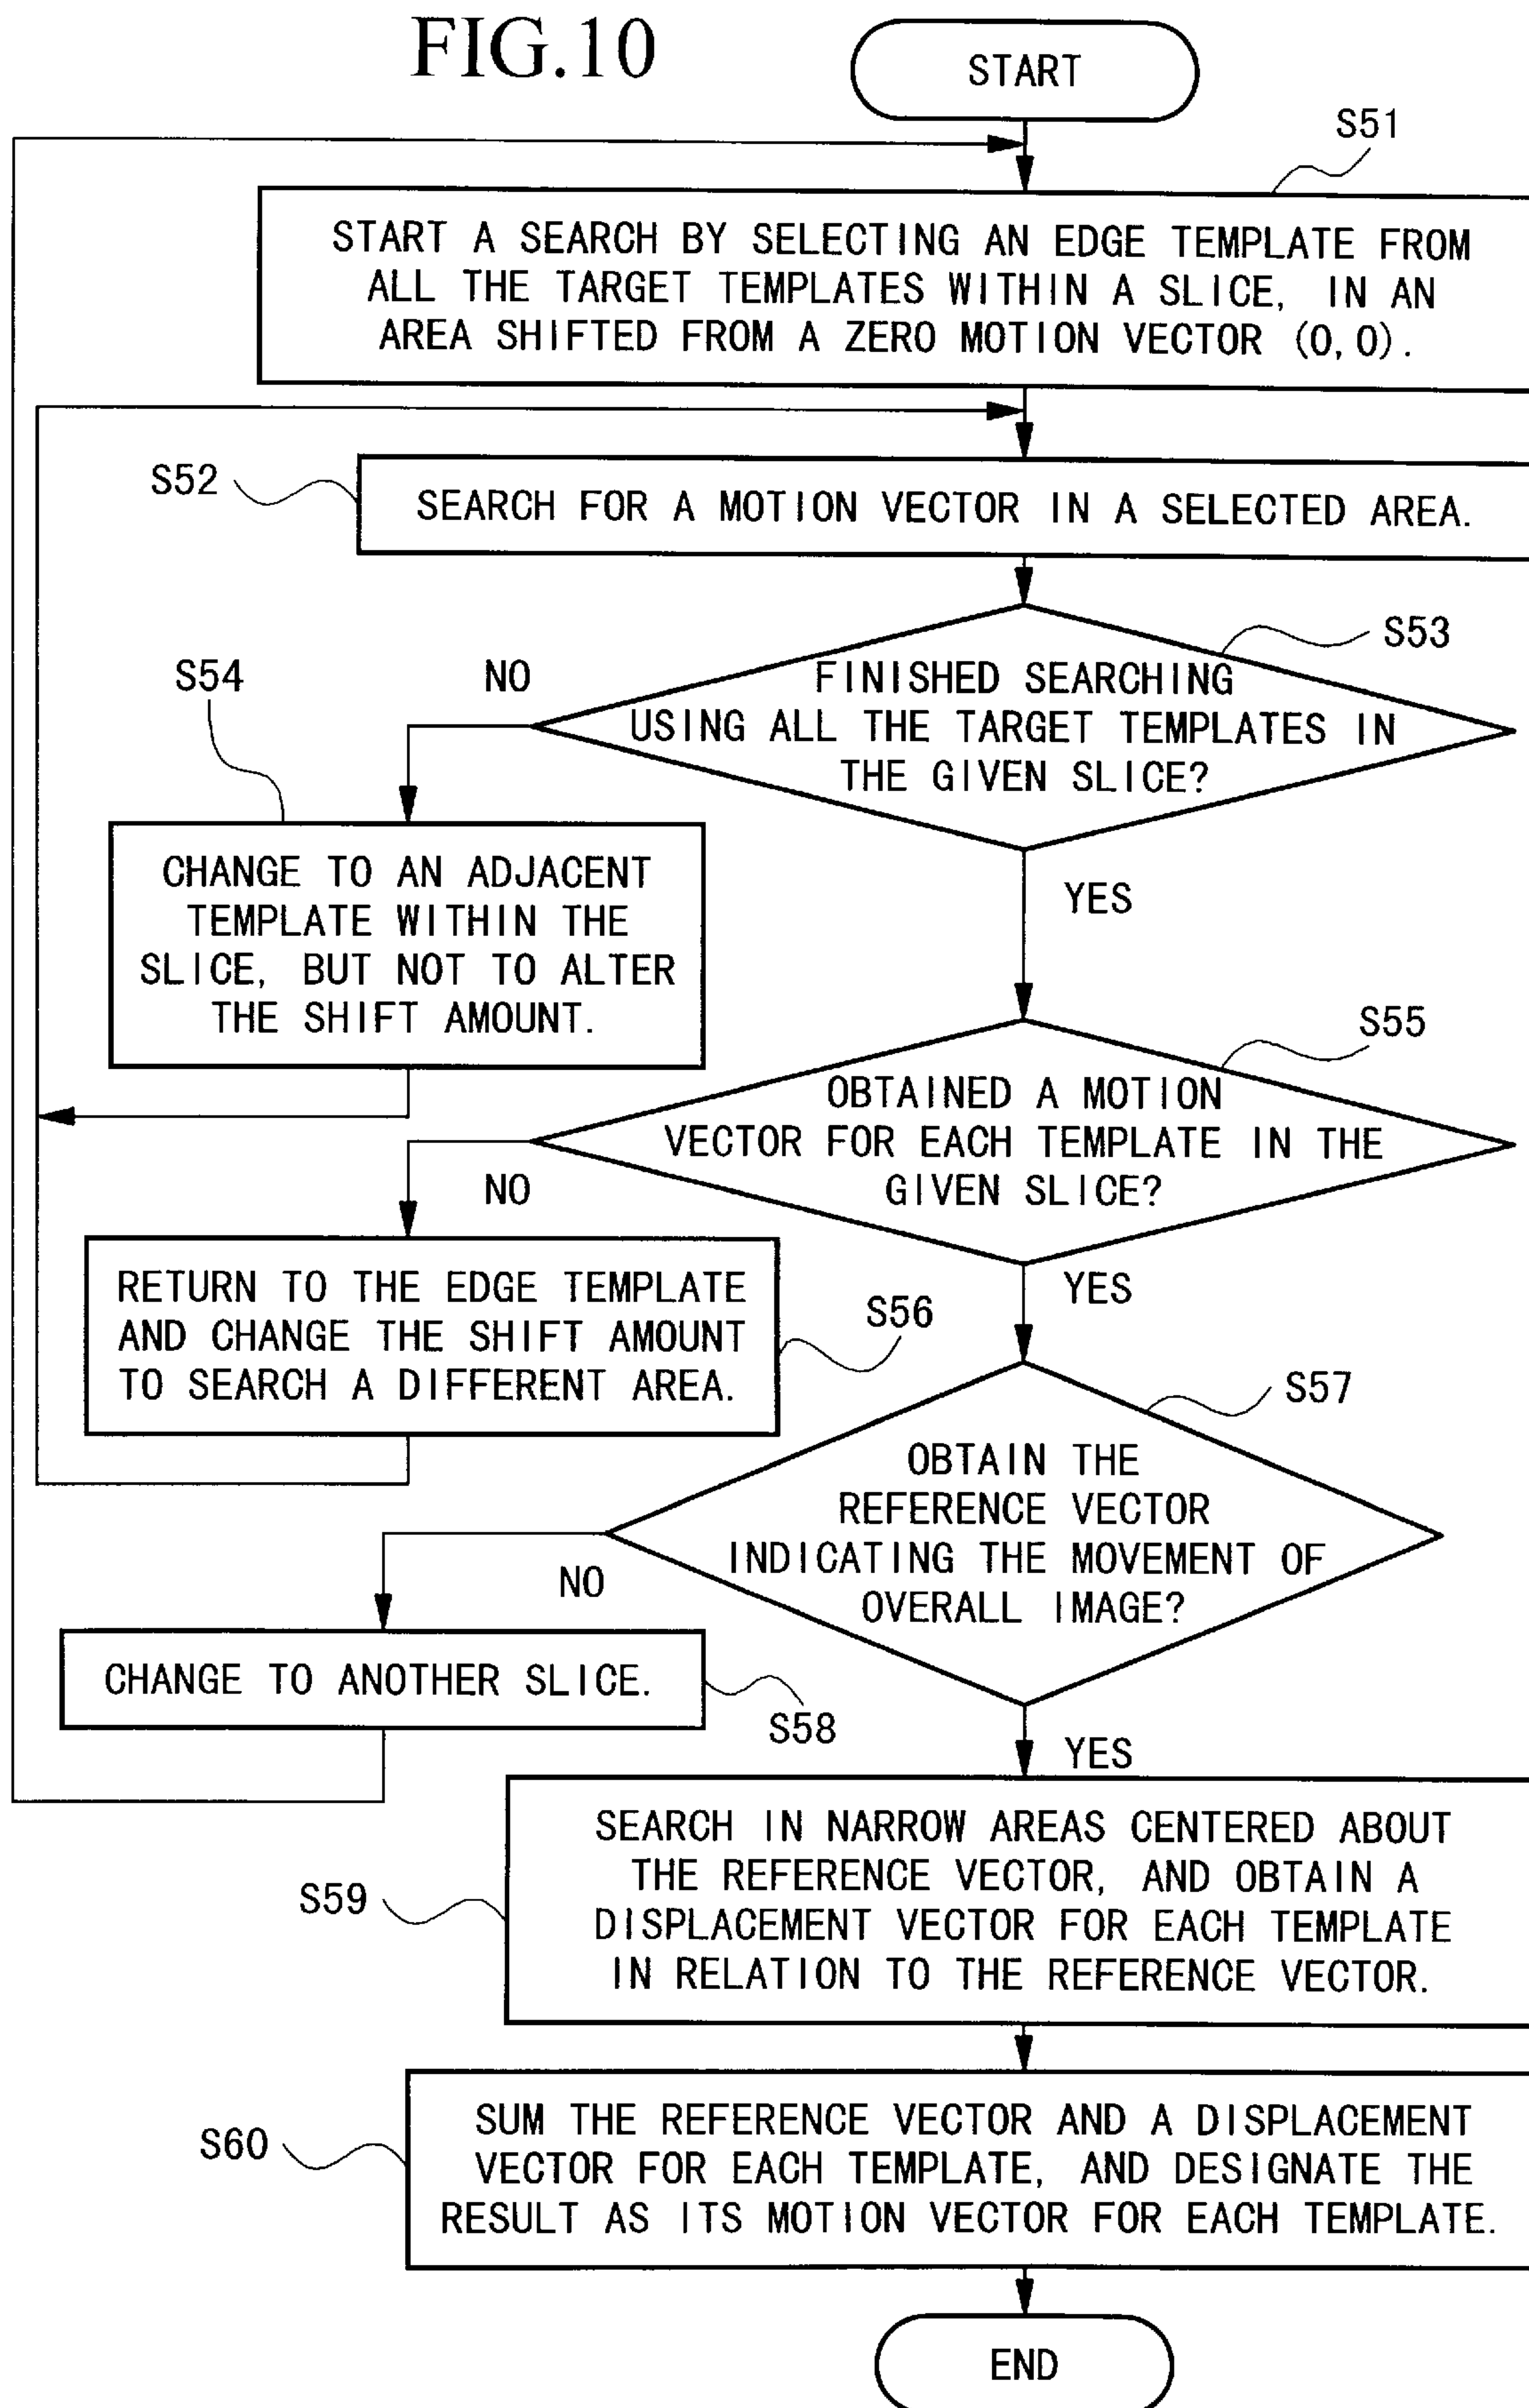 FIG.10
START
S51
START A SEARCH BY SELECTING AN EDGE TEMPLATE FROM
ALL THE TARGET TEMPLATES WITHIN A SLICE, IN AN
AREA SHIFTED FROM A ZERO MOTION VECTOR (0,0).
S52
SEARCH FOR A MOTION VECTOR IN A SELECTED AREA.
S53
FINISHED SEARCHING
USING ALL THE TARGET TEMPLATES IN
THE GIVEN SLICE?
NO
S54
CHANGE TO AN ADJACENT
TEMPLATE WITHIN THE
SLICE, BUT NOT TO ALTER
THE SHIFT AMOUNT.
YES
S55
OBTAINED A MOTION
VECTOR FOR EACH TEMPLATE IN THE
GIVEN SLICE?
NO
RETURN TO THE EDGE TEMPLATE
AND CHANGE THE SHIFT AMOUNT
TO SEARCH A DIFFERENT AREA.
S56
YES
S57
OBTAIN THE
REFERENCE VECTOR
INDICATING THE MOVEMENT OF
OVERALL IMAGE?
NO
CHANGE TO ANOTHER SLICE.
S58
YES
S59
SEARCH IN NARROW AREAS CENTERED ABOUT
THE REFERENCE VECTOR, AND OBTAIN A
DISPLACEMENT VECTOR FOR EACH TEMPLATE
IN RELATION TO THE REFERENCE VECTOR.
S60
SUM THE REFERENCE VECTOR AND A DISPLACEMENT
VECTOR FOR EACH TEMPLATE, AND DESIGNATE THE
RESULT AS ITS MOTION VECTOR FOR EACH TEMPLATE.
END